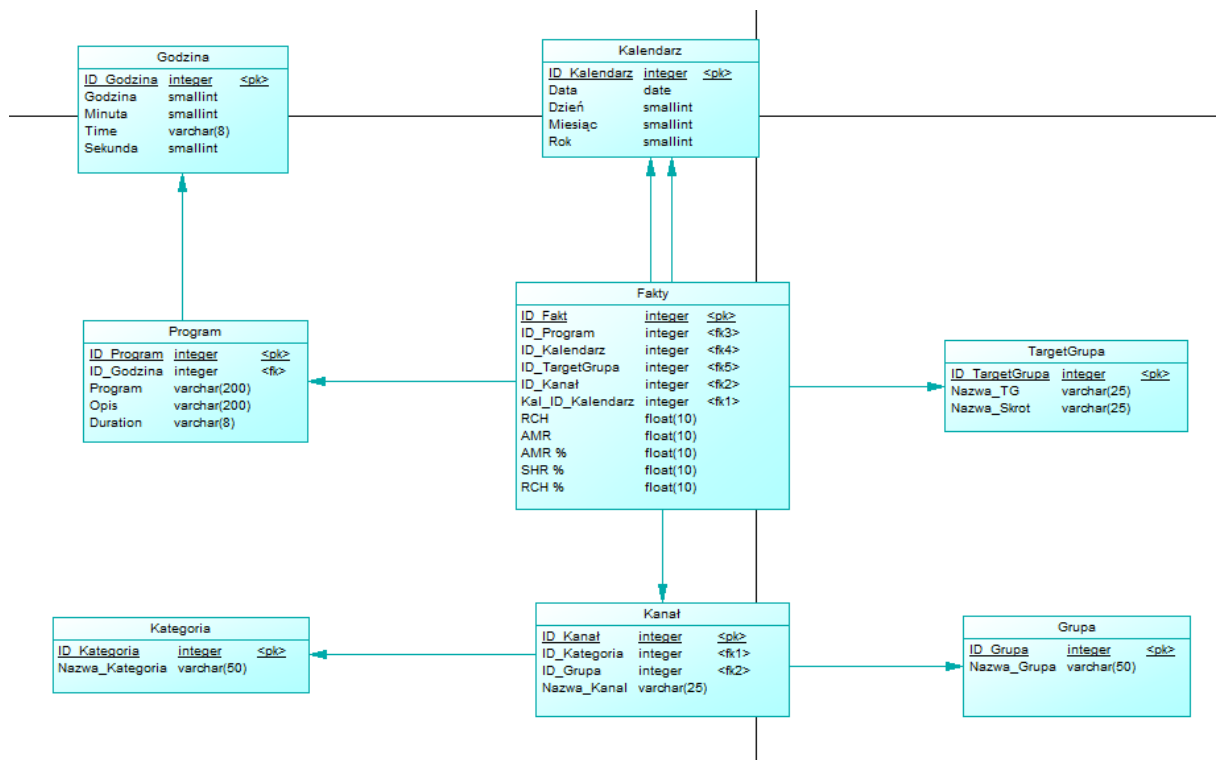 Godzina
ID_Godzina integer <pk>
Godzina smallint
Minuta smallint
Time varchar(8)
Sekunda smallint
Kalendarz
ID_Kalendarz integer <pk>
Data date
Dzień smallint
Miesiąc smallint
Rok smallint
Program
ID_Program integer <pk>
ID_Godzina integer <fk>
Program varchar(200)
Opis varchar(200)
Duration varchar(8)
Fakty
ID_Fakt integer <pk>
ID_Program integer <fk3>
ID_Kalendarz integer <fk4>
ID_TargetGrupa integer <fk5>
ID_Kanał integer <fk2>
Kal_ID_Kalendarz integer <fk1>
RCH float(10)
AMR float(10)
AMR % float(10)
SHR % float(10)
RCH % float(10)
TargetGrupa
ID_TargetGrupa integer <pk>
Nazwa_TG varchar(25)
Nazwa_Skrot varchar(25)
Kategoria
ID_Kategoria integer <pk>
Nazwa_Kategoria varchar(50)
Kanał
ID_Kanał integer <pk>
ID_Kategoria integer <fk1>
ID_Grupa integer <fk2>
Nazwa_Kanal varchar(25)
Grupa
ID_Grupa integer <pk>
Nazwa_Grupa varchar(50)